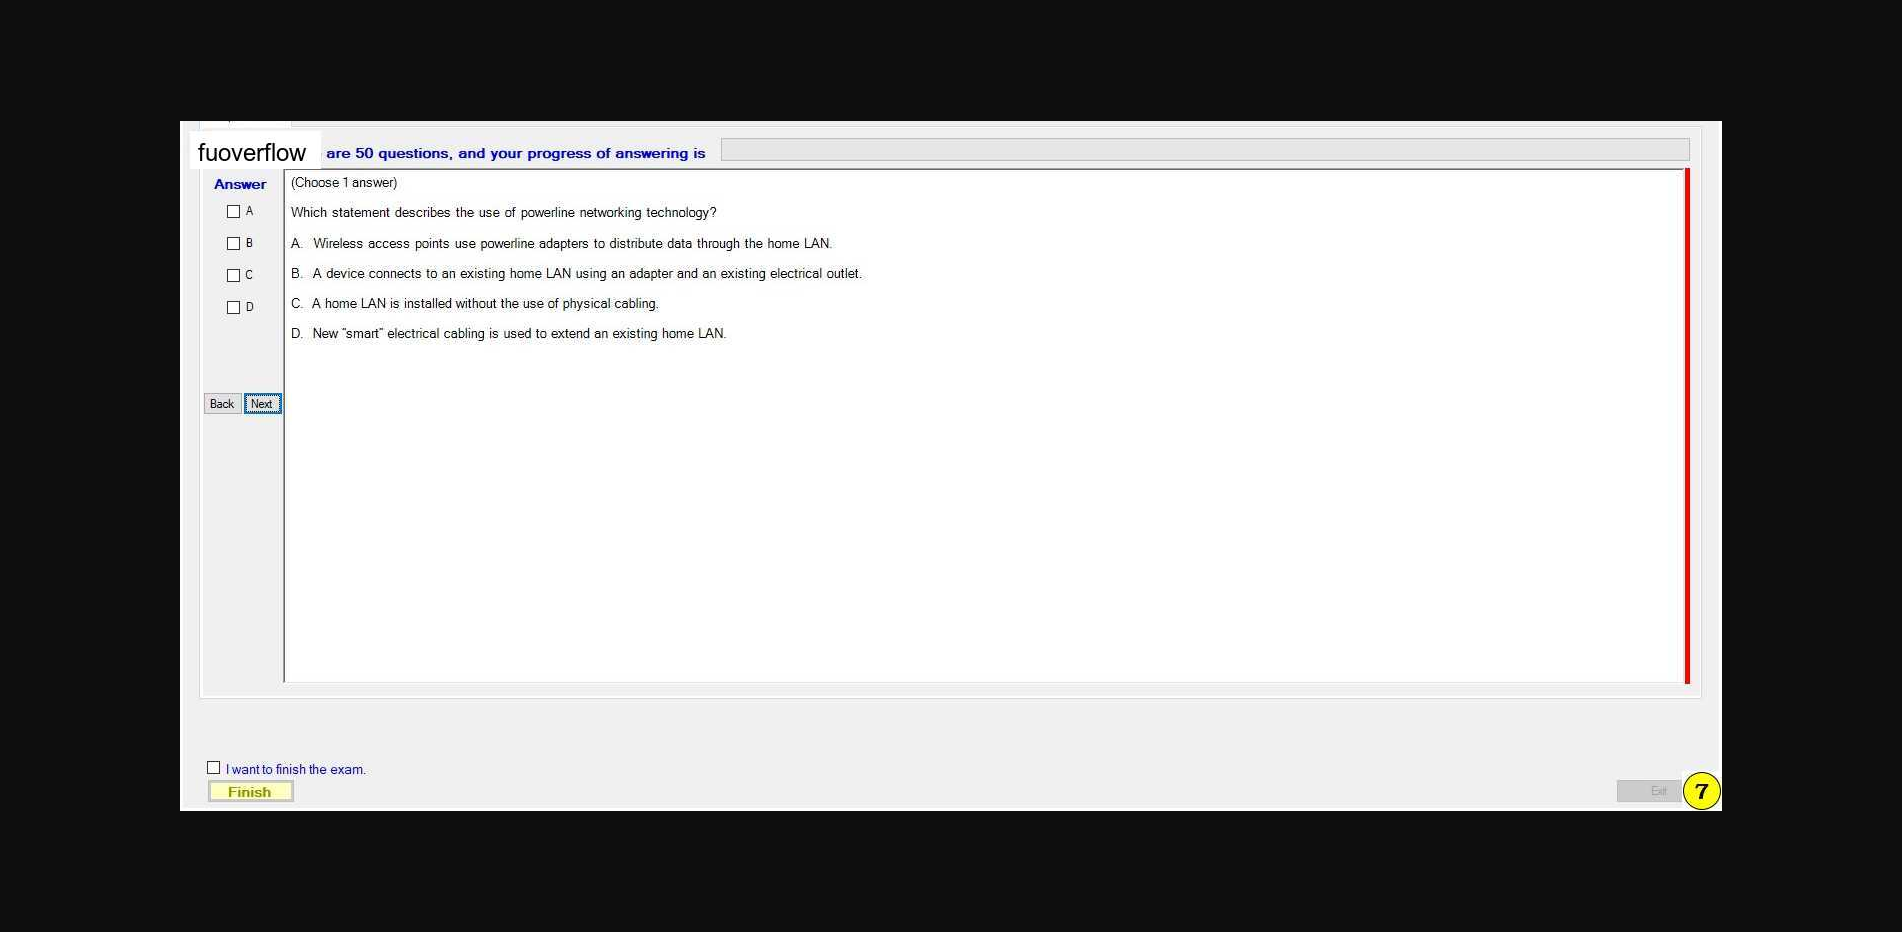 fuoverflow are 50 questions, and your progress of answering is
Answer
(Choose 1 answer)
A
Which statement describes the use of powerline networking technology?
B
A. Wireless access points use powerline adapters to distribute data through the home LAN.
C
B. A device connects to an existing home LAN using an adapter and an existing electrical outlet.
D
C. A home LAN is installed without the use of physical cabling.
D. New "smart" electrical cabling is used to extend an existing home LAN.
Back Next
I want to finish the exam.
Finish
Exit
7